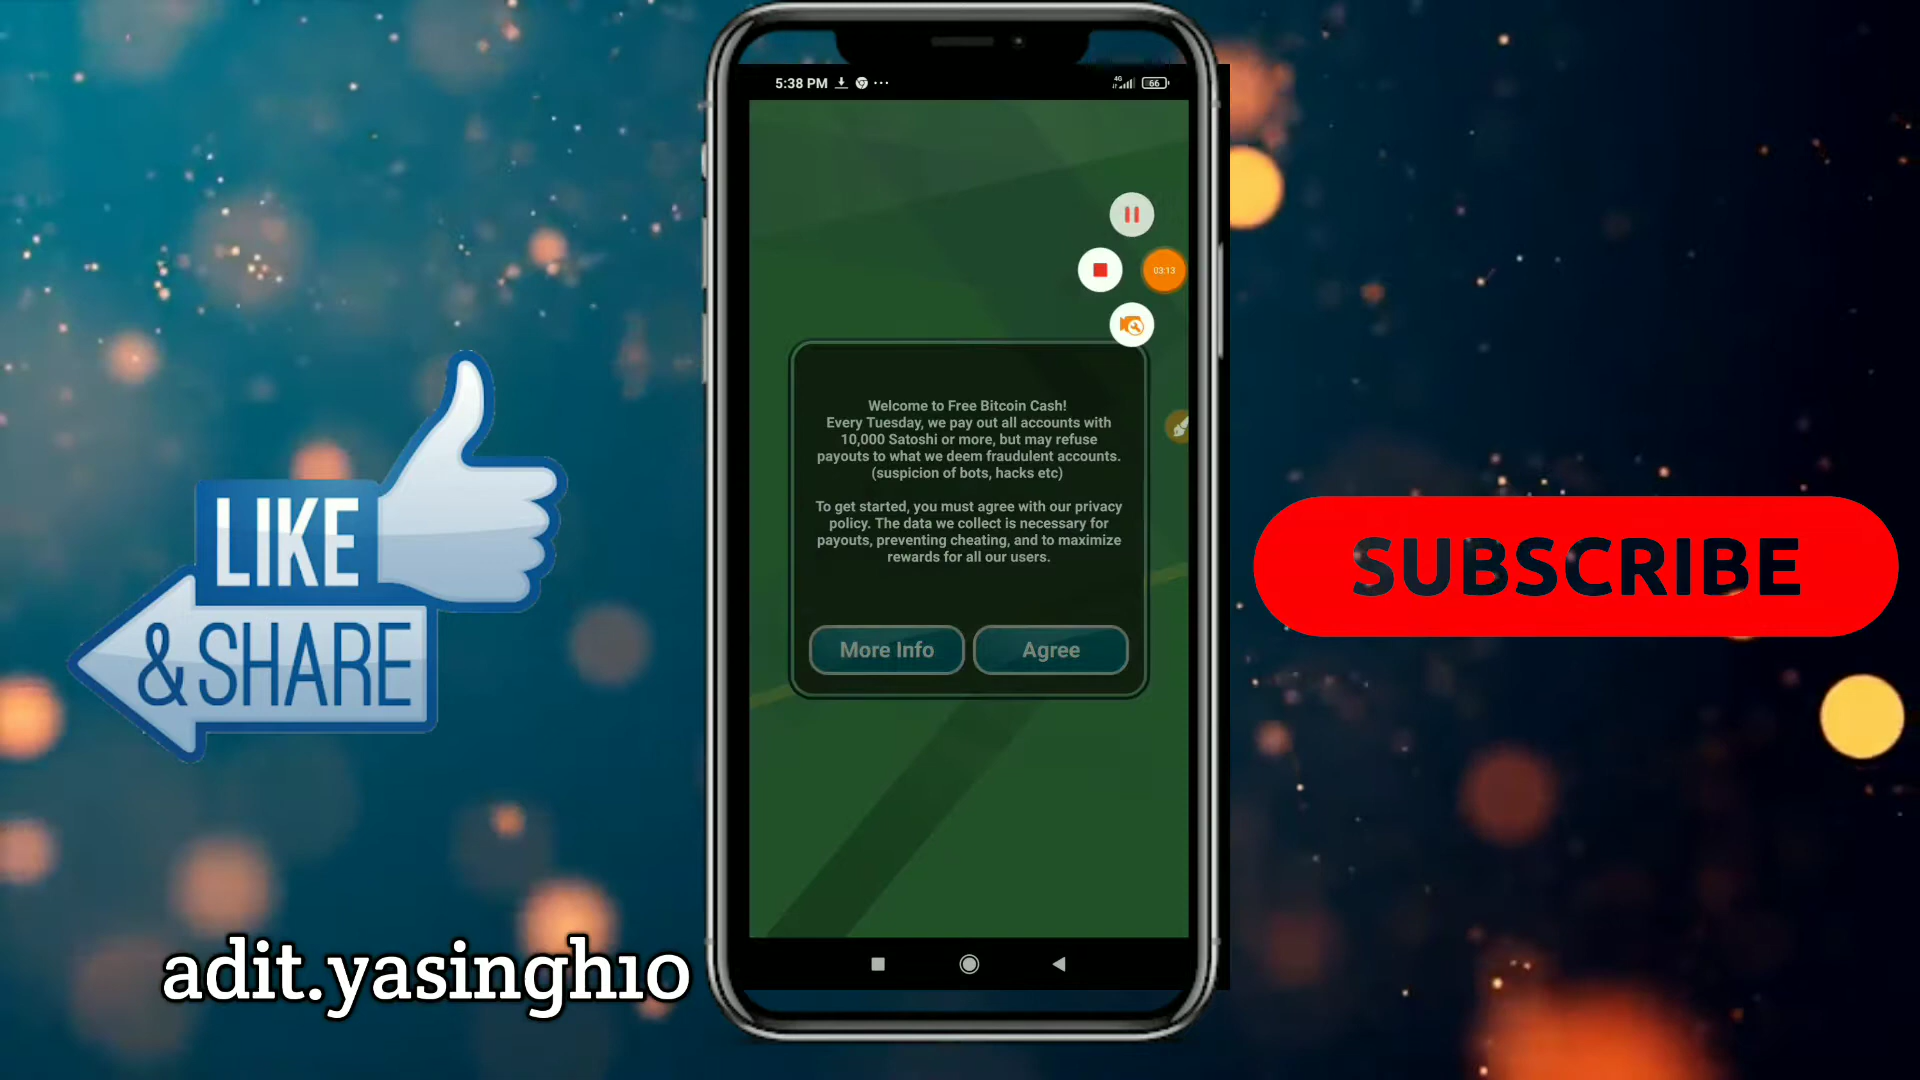 5:38 PM
4G
66
03:13
Welcome to Free Bitcoin Cash!
Every Tuesday, we pay out all accounts with
10,000 Satoshi or more, but may refuse
payouts to what we deem fraudulent accounts.
(suspicion of bots, hacks etc)
To get started, you must agree with our privacy
policy. The data we collect is necessary for
payouts, preventing cheating, and to maximize
rewards for all our users.
More Info
Agree
LIKE
& SHARE
SUBSCRIBE
adit.yasingh10